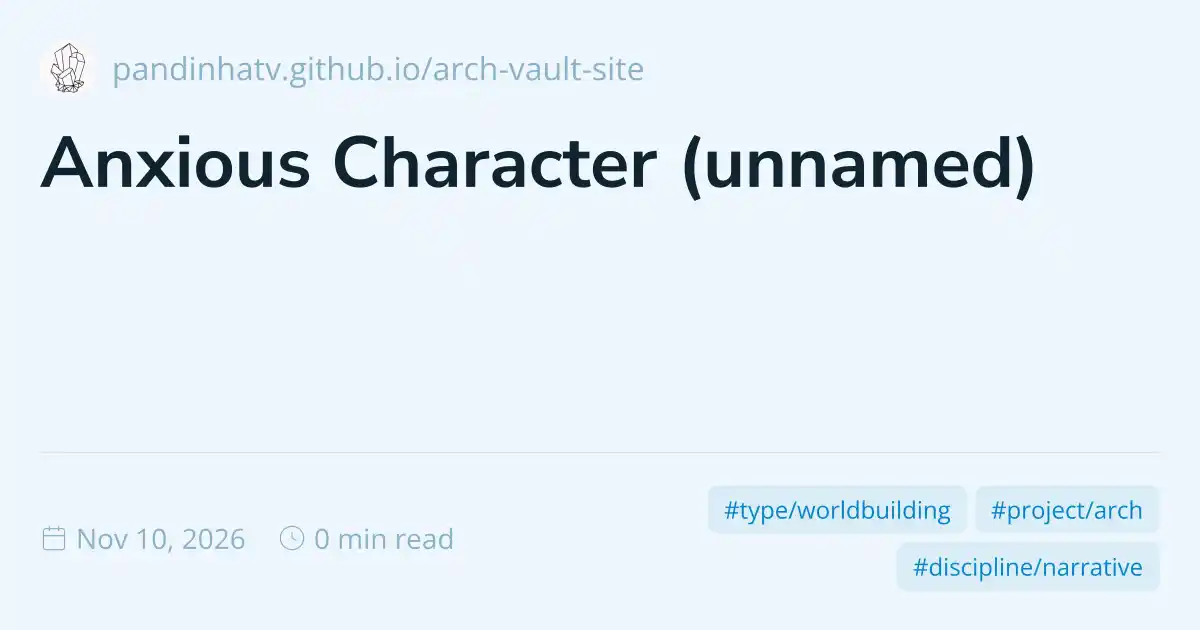 pandinhatv.github.io/arch-vault-site
Anxious Character (unnamed)
Nov 10, 2026
0 min read
#type/worldbuilding
#project/arch
#discipline/narrative